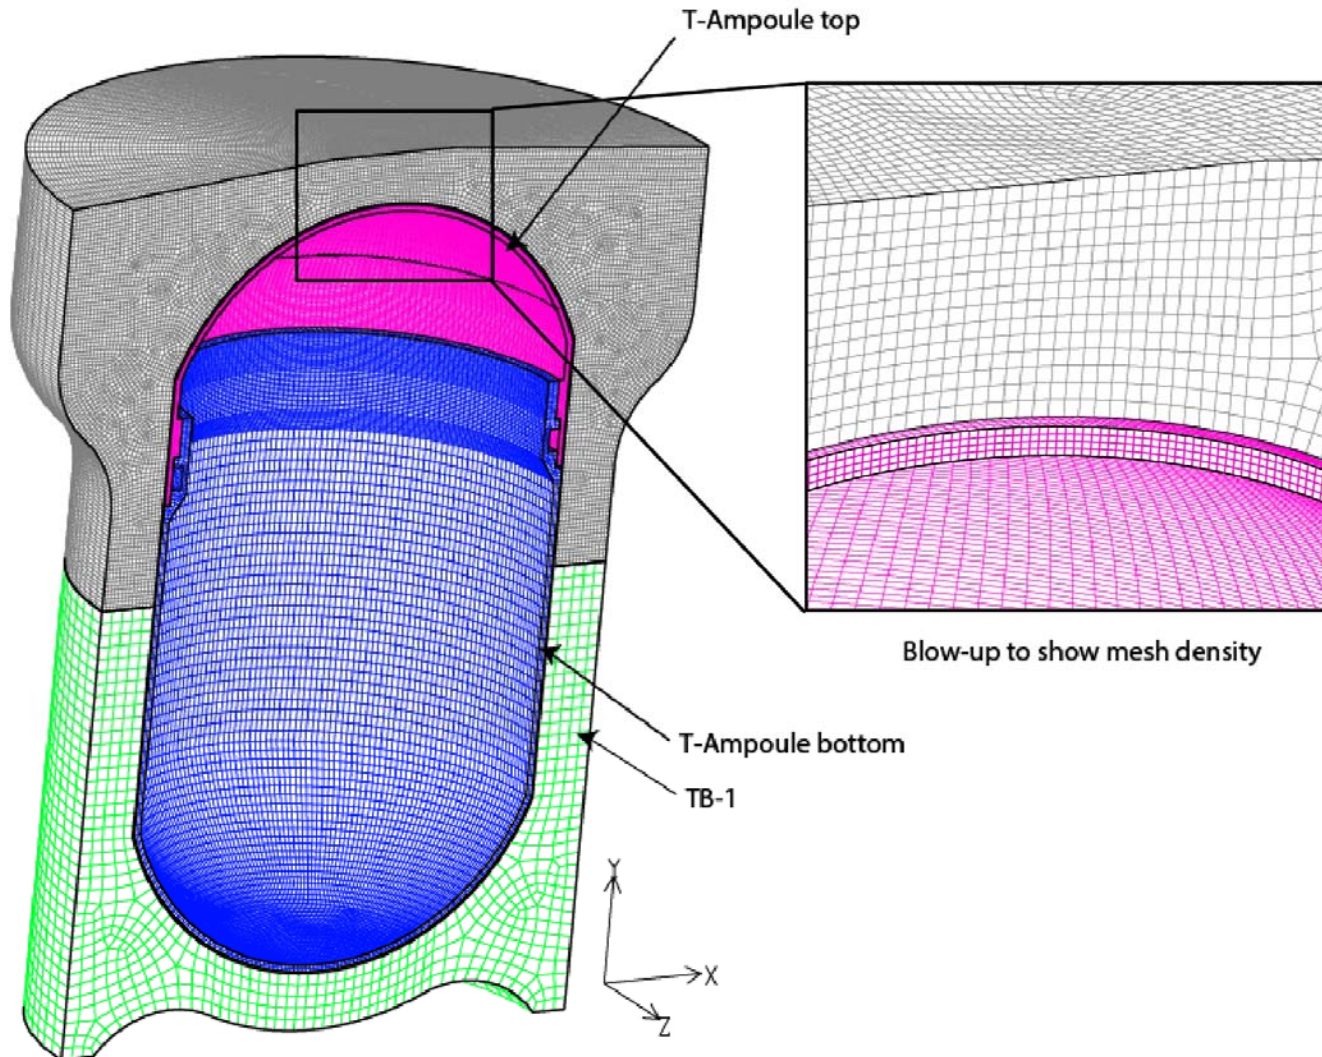 T-Ampoule top
Blow-up to show mesh density
T-Ampoule bottom
TB-1
Y
X
Z